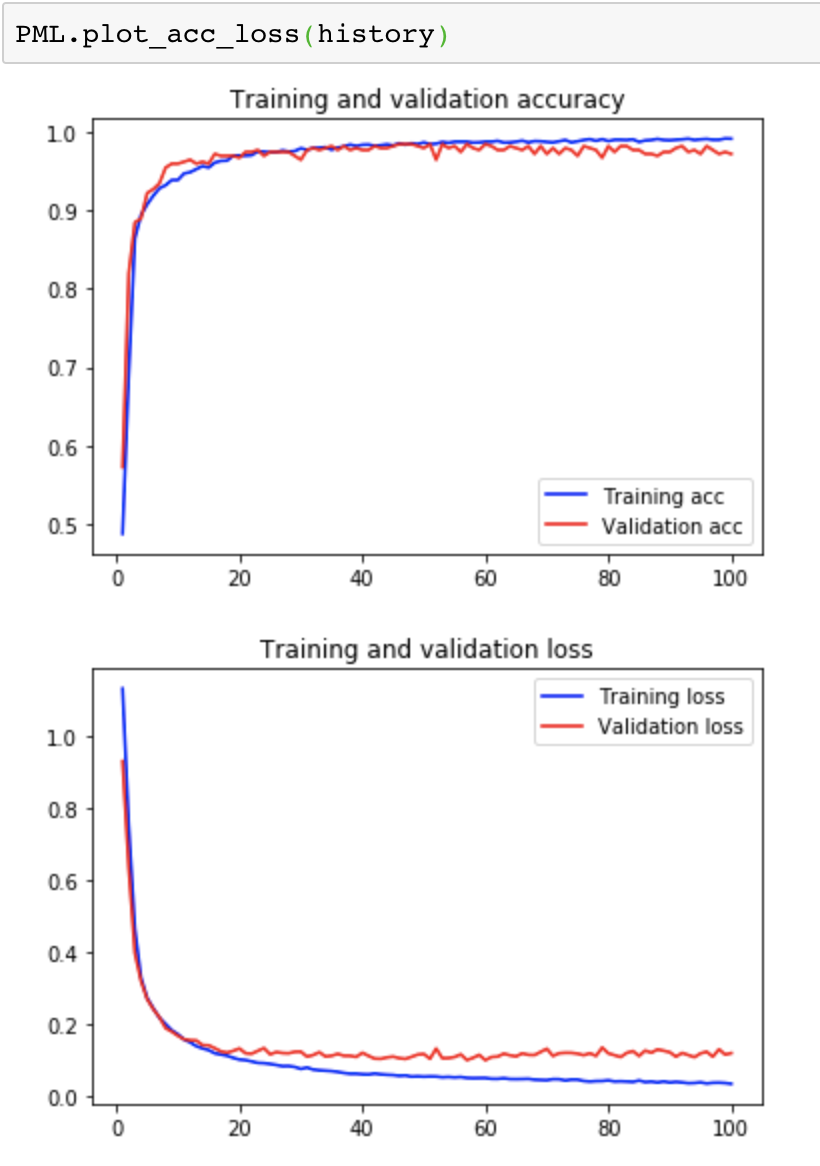 PML.plot_acc_loss(history)
Training and validation accuracy
1.0
0.9
0.8
0.7
0.6
0.5
Training acc
Validation acc
0 20 40 60 80 100
Training and validation loss
Training loss
Validation loss
1.0
0.8
0.6
0.4
0.2
0.0
0 20 40 60 80 100